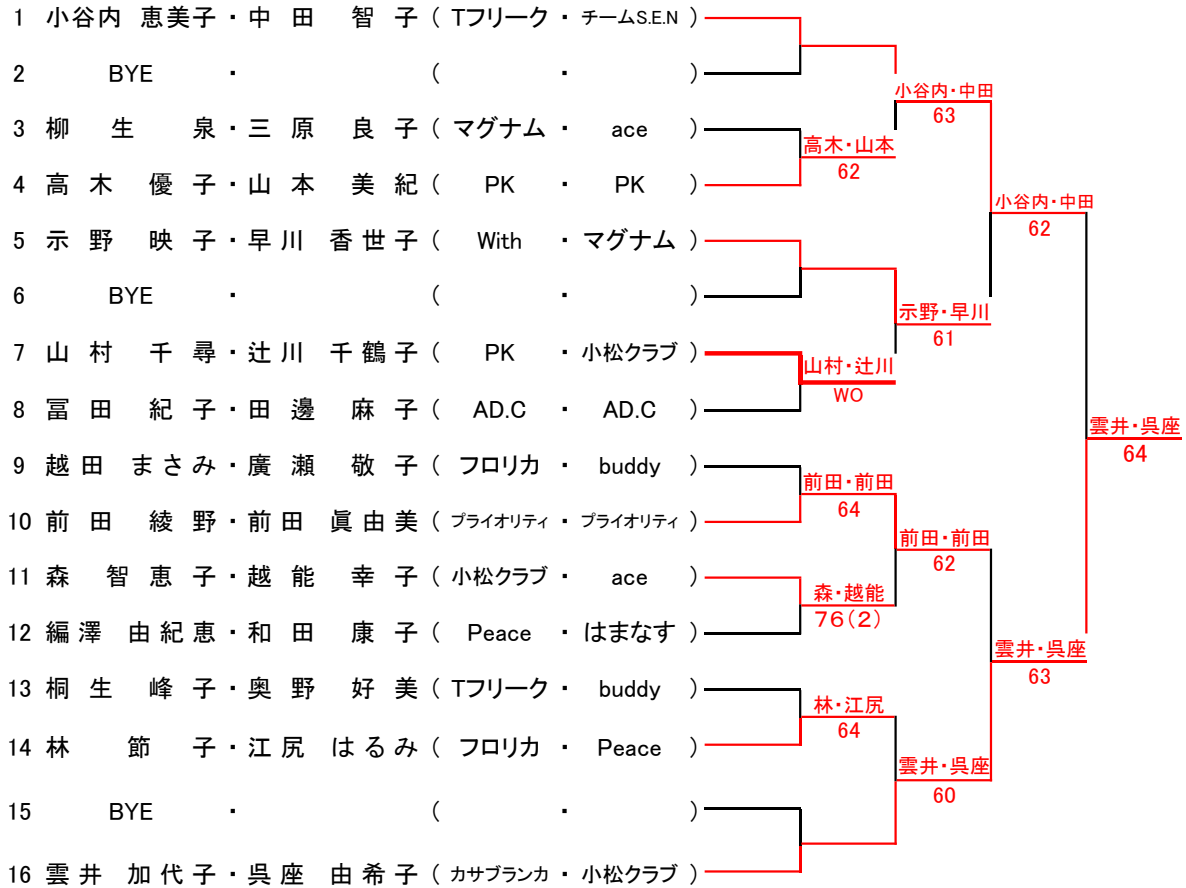 1 小谷内 恵美子・中田 智子 ( Tフリーク ・ チームS.E.N )
2 BYE ・ ( ・ )
小谷内・中田
63
3 柳生 泉・三原 良子 ( マグナム ・ ace )
高木・山本
62
4 高木 優子・山本 美紀 ( PK ・ PK )
小谷内・中田
62
5 示野 映子・早川 香世子 ( With ・ マグナム )
6 BYE ・ ( ・ )
示野・早川
61
7 山村 千尋・辻川 千鶴子 ( PK ・ 小松クラブ )
山村・辻川
WO
8 冨田 紀子・田邊 麻子 ( AD.C ・ AD.C )
雲井・呉座
64
9 越田 まさみ・廣瀬 敬子 ( フロリカ ・ buddy )
前田・前田
64
10 前田 綾野・前田 眞由美 ( プライオリティ ・ プライオリティ )
前田・前田
62
11 森 智恵子・越能 幸子 ( 小松クラブ ・ ace )
森・越能
76(2)
12 編澤 由紀恵・和田 康子 ( Peace ・ はまなす )
雲井・呉座
63
13 桐生 峰子・奥野 好美 ( Tフリーク ・ buddy )
林・江尻
64
14 林 節子・江尻 はるみ ( フロリカ ・ Peace )
雲井・呉座
60
15 BYE ・ ( ・ )
16 雲井 加代子・呉座 由希子 ( カサブランカ ・ 小松クラブ )